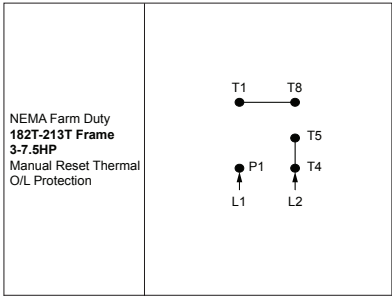 NEMA Farm Duty
182T-213T Frame
3-7.5HP
Manual Reset Thermal
O/L Protection
T1 T8
T5
P1 T4
L1 L2